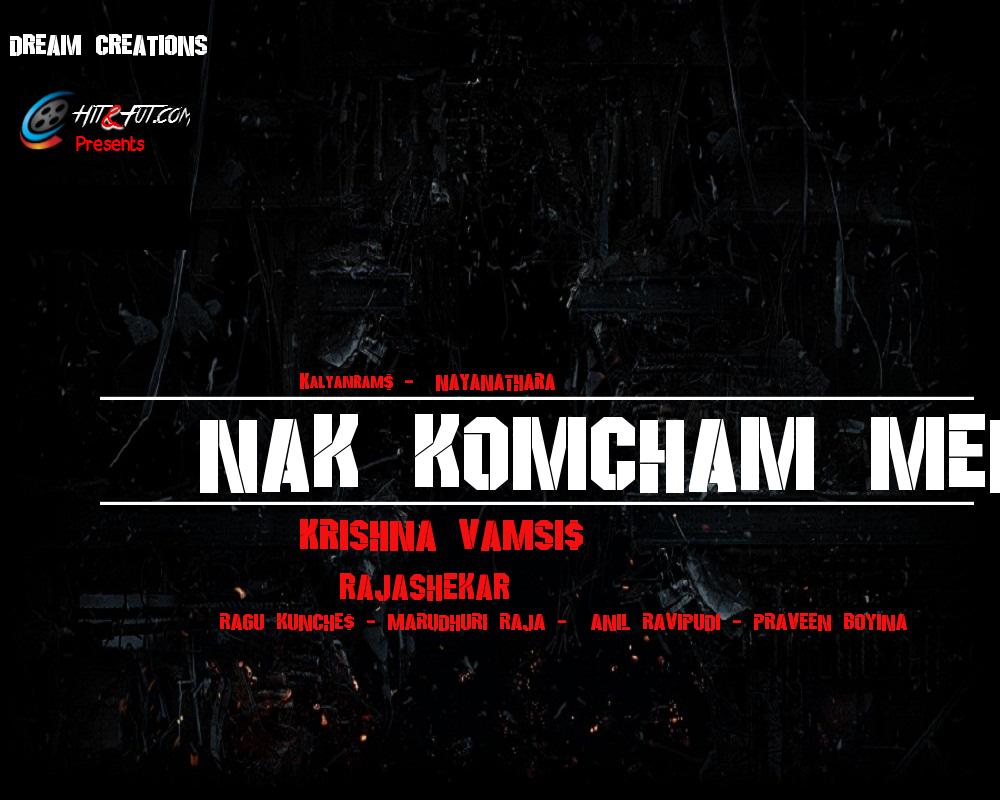 DREAM CREATIONS
HIT&FUT.COM
Presents
KALYANRAM$ - NAYANATHARA
NAK KOMCHAM
KRISHNA VAMSI$
RAJASHEKAR
RAGU KUNCHE$ - MARUDHURI RAJA - ANIL RAVIPUDI - PRAVEEN BOYINA